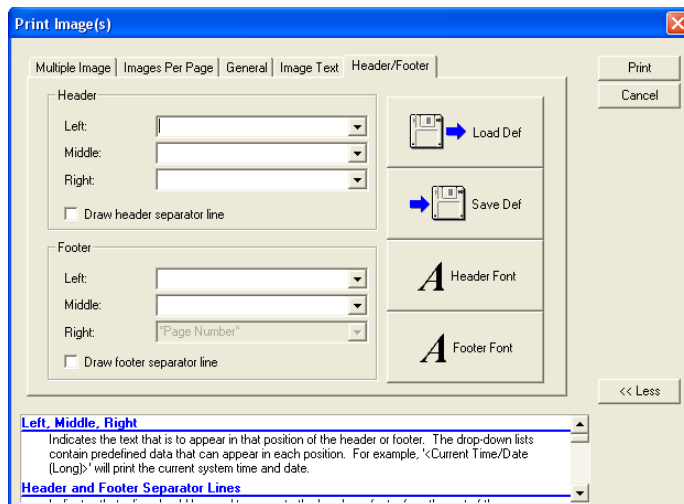 Print Image(s)
Multiple Image Images Per Page General Image Text Header/Footer
Print
Cancel
Header
Left:
Middle:
Right:
Draw header separator line
Load Def
Save Def
Footer
Left:
Middle:
Right: *Page Number*
Draw footer separator line
Header Font
Footer Font
<< Less
Left, Middle, Right
Indicates the text that is to appear in that position of the header or footer. The drop-down lists
contain predefined data that can appear in each position. For example, '<Current Time/Date
(Long)>' will print the current system time and date.
Header and Footer Separator Lines